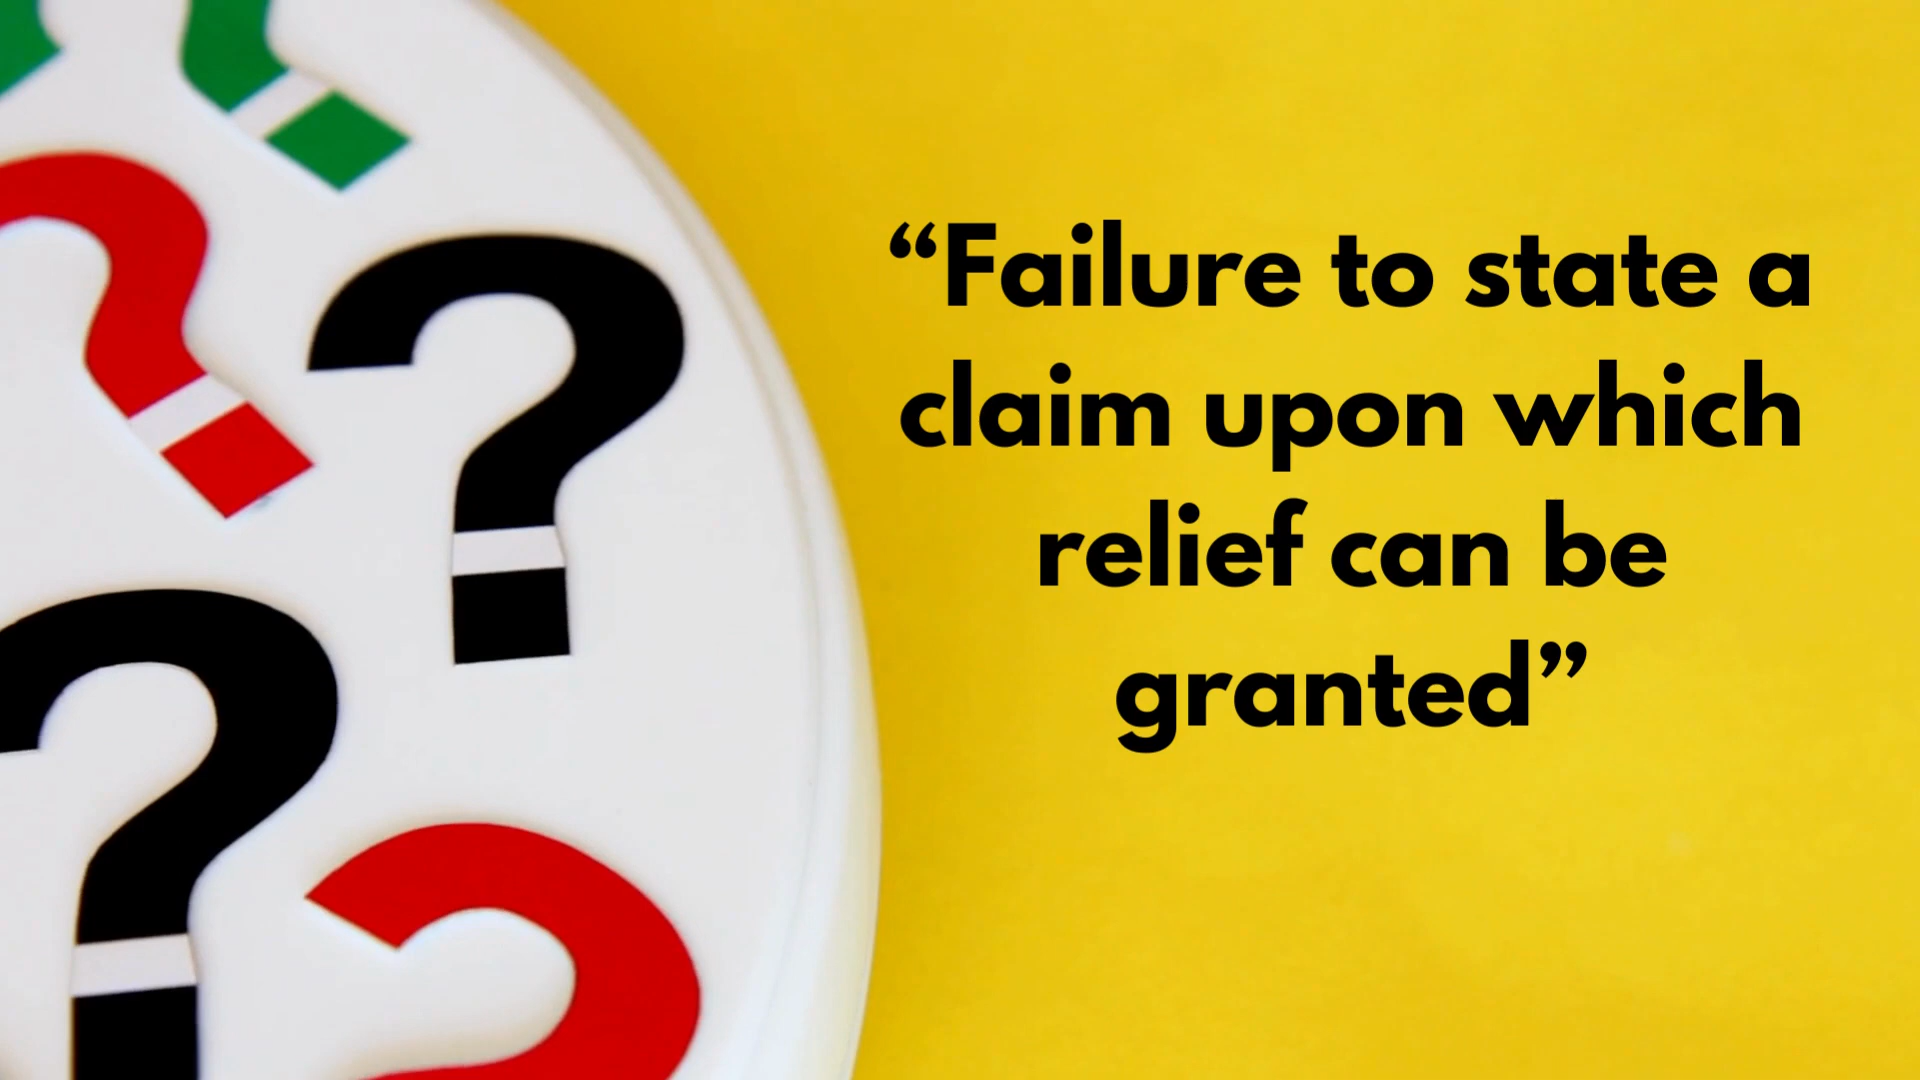 “Failure to state a
claim upon which
relief can be
granted”